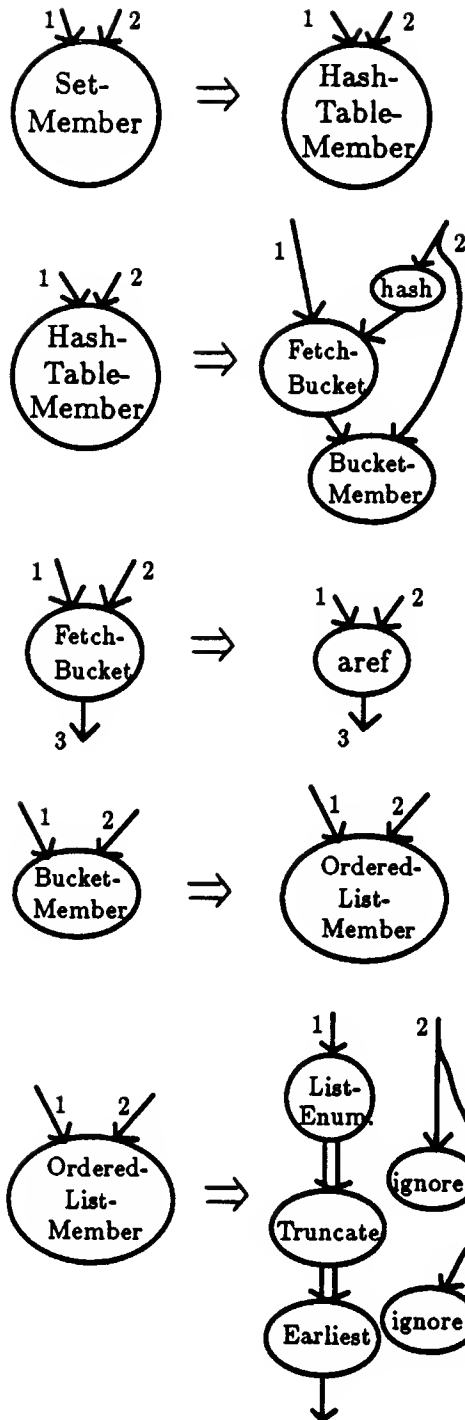 1 2
Set-
Member
⇒
1 2
Hash-
Table-
Member
1 2
Hash-
Table-
Member
⇒
1 2
hash
Fetch-
Bucket
Bucket-
Member
1 2
Fetch-
Bucket
3
⇒
1 2
aref
3
1 2
Bucket-
Member
⇒
1 2
Ordered-
List-
Member
1 2
Ordered-
List-
Member
⇒
1 2
List-
Enum.
ignore
Truncate
ignore
Earliest